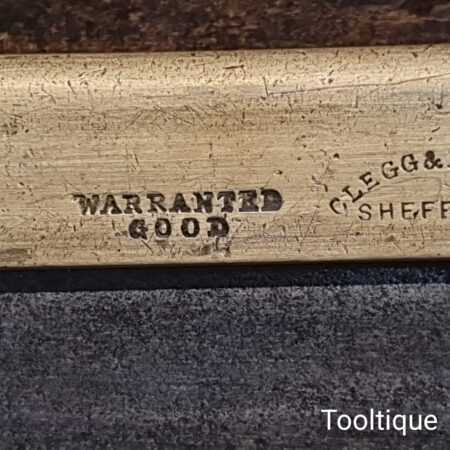 WARRANTED
GOOD
CLEGG &
SHEFF
Tooltique